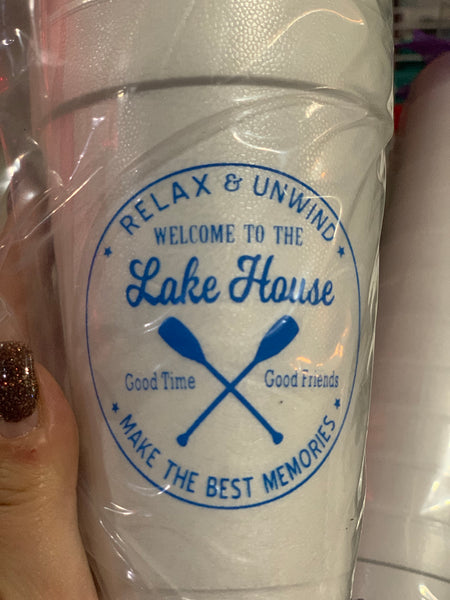 RELAX & UNWIND
WELCOME TO THE
Lake House
Good Time
Good Friends
MAKE THE BEST MEMORIES